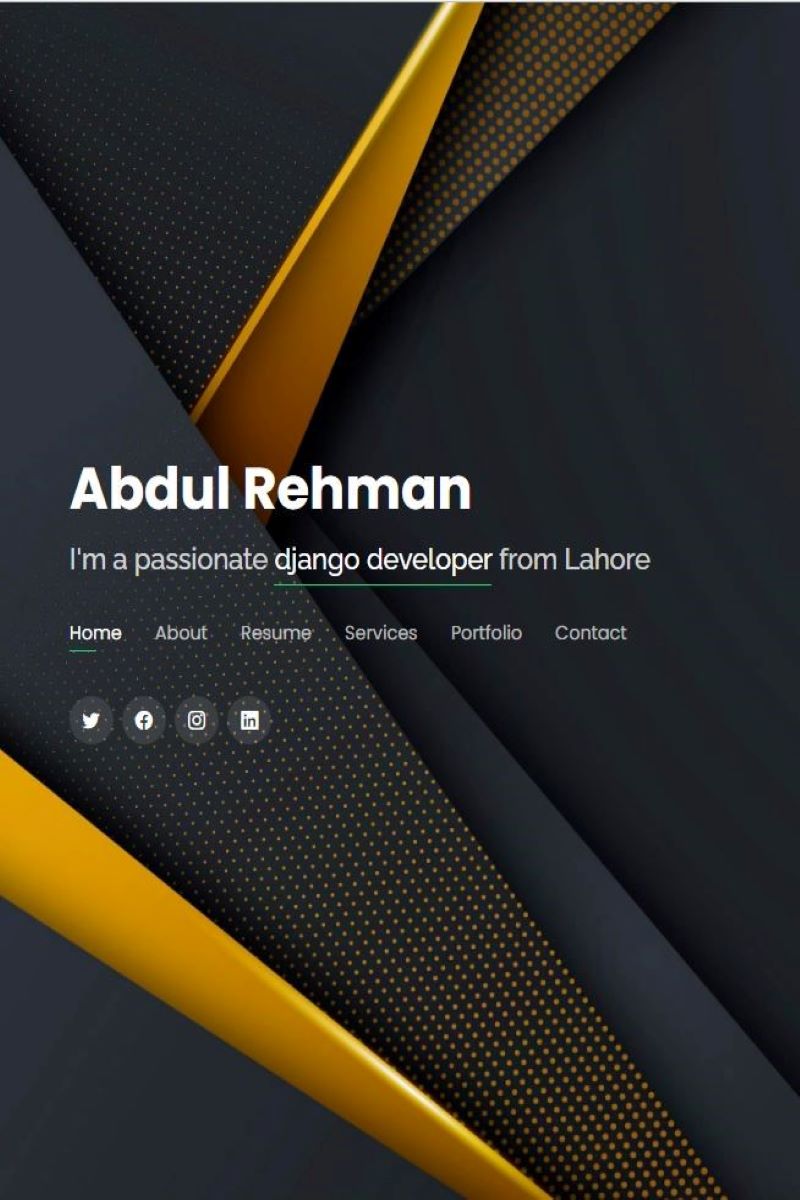 Abdul Rehman
I'm a passionate django developer from Lahore
Home About Resume Services Portfolio Contact